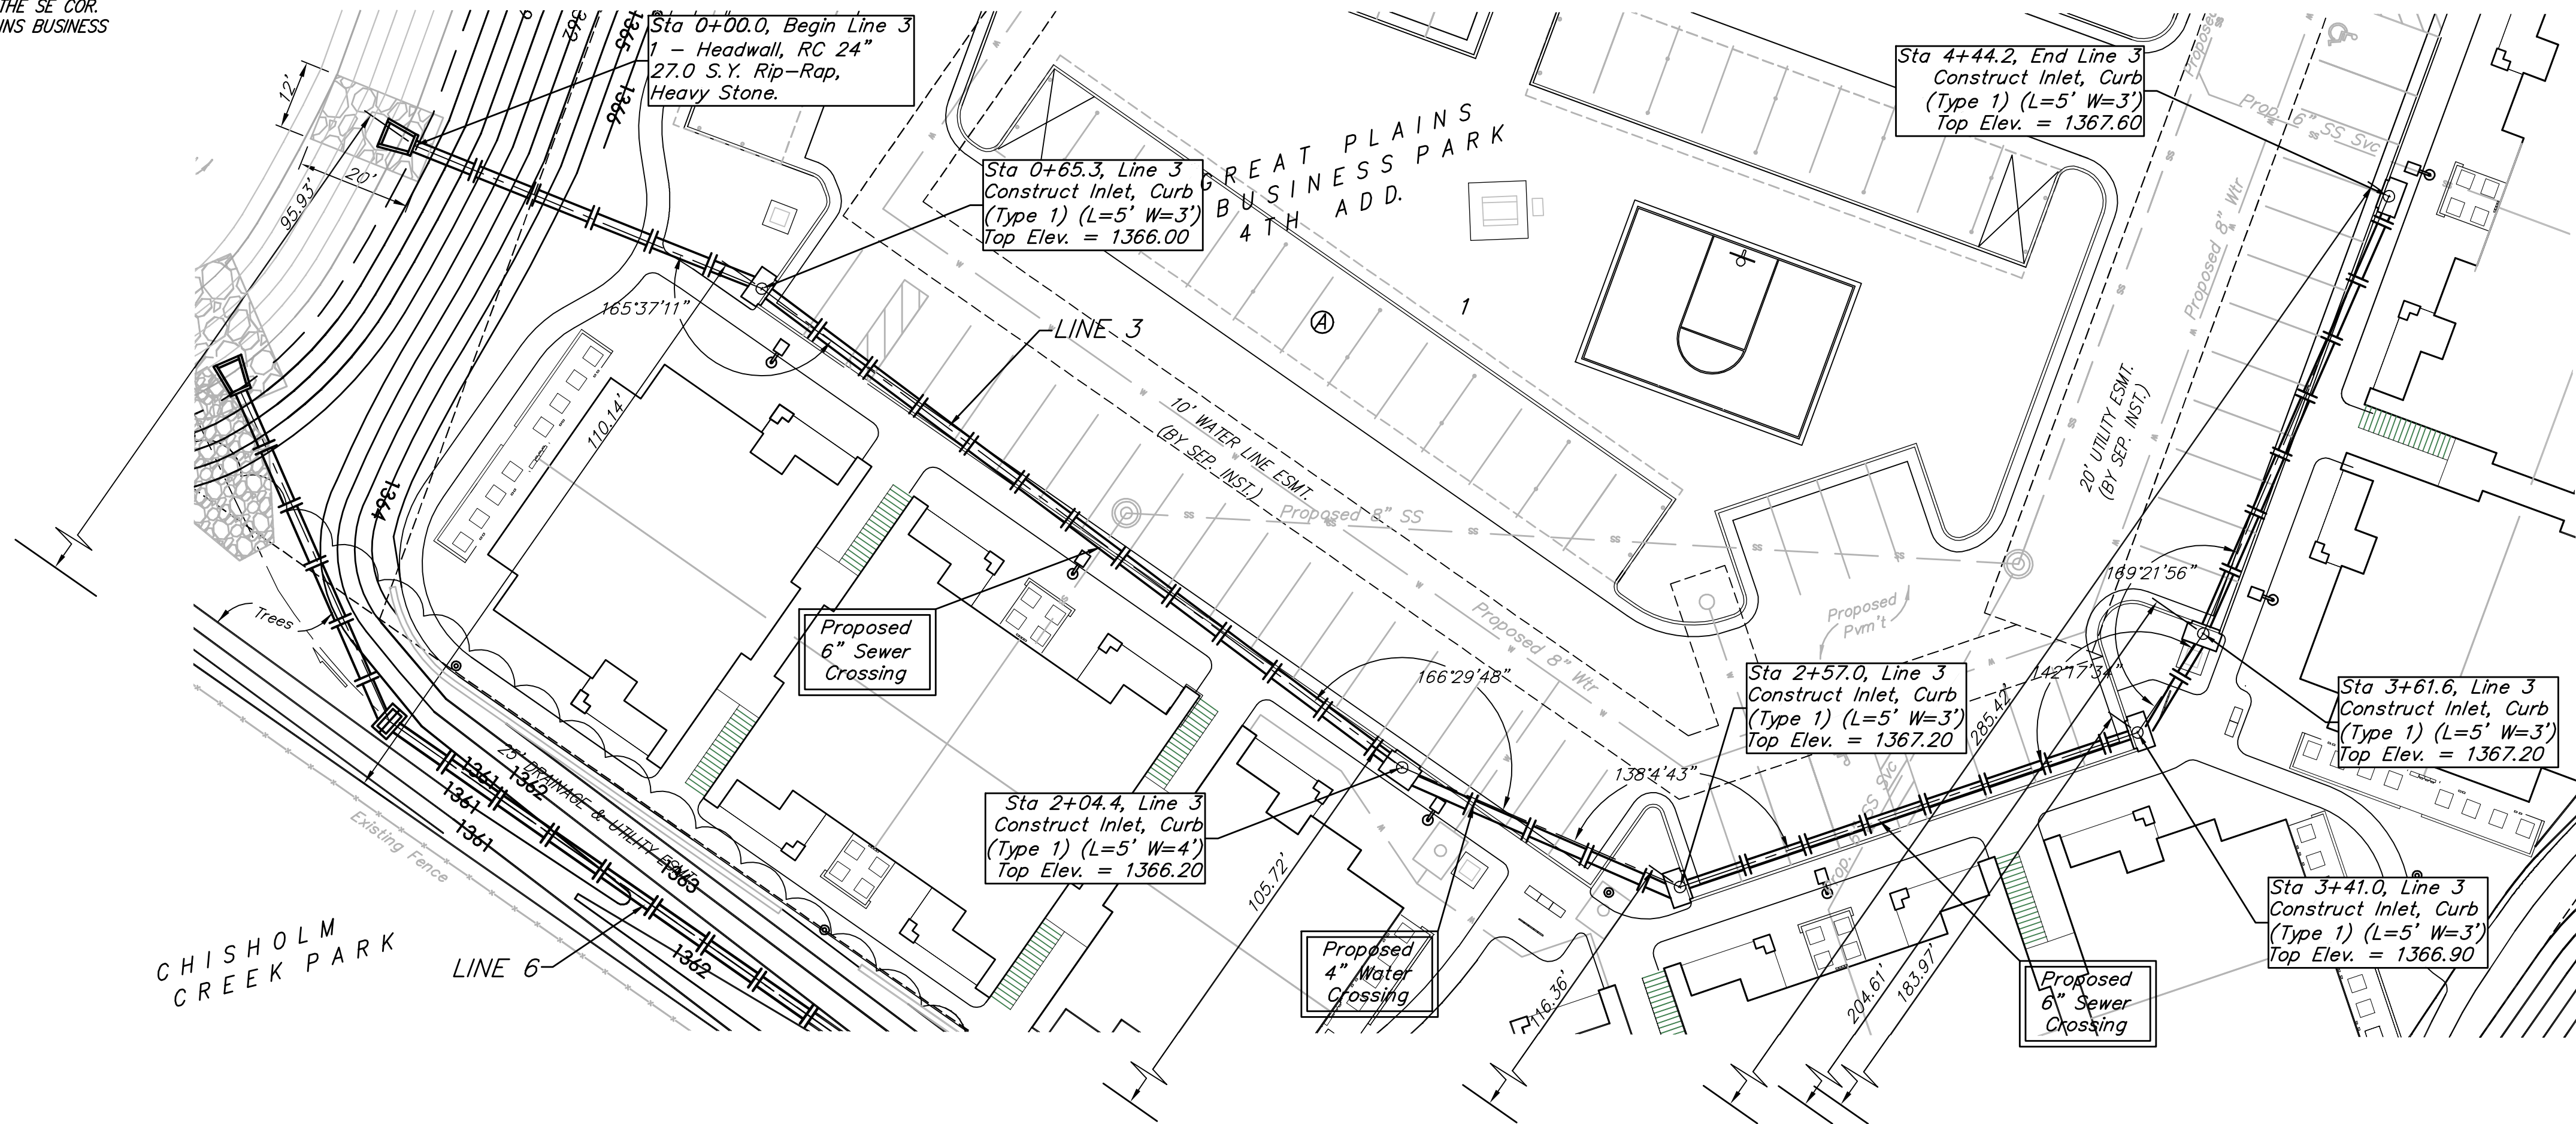 THE SE COR.
INS BUSINESS
Sta 0+00.0, Begin Line 3
1 – Headwall, RC 24"
27.0 S.Y. Rip–Rap,
Heavy Stone.
12'
20'
95.93'
1365
1366
Sta 0+65.3, Line 3
Construct Inlet, Curb
(Type 1) (L=5' W=3')
Top Elev. = 1366.00
GREAT PLAINS
BUSINESS PARK
4TH ADD.
Sta 4+44.2, End Line 3
Construct Inlet, Curb
(Type 1) (L=5' W=3')
Top Elev. = 1367.60
Proposed
Prop. 6" SS Svc
Proposed 8" Wtr
165°37'11"
LINE 3
A
1
110.14'
10' WATER LINE ESMT.
(BY SEP. INST.)
20' UTILITY ESMT.
(BY SEP. INST.)
1364
Proposed 8" SS
Trees
Proposed
6" Sewer
Crossing
Proposed 8" Wtr
Proposed
Pvm't
169°21'56"
166°29'48"
142°17'34"
138°4'43"
Sta 2+57.0, Line 3
Construct Inlet, Curb
(Type 1) (L=5' W=3')
Top Elev. = 1367.20
285.42'
Sta 3+61.6, Line 3
Construct Inlet, Curb
(Type 1) (L=5' W=3')
Top Elev. = 1367.20
25' DRAINAGE & UTILITY ESMT.
1361
1362
1361
1361
1363
1362
Existing Fence
Sta 2+04.4, Line 3
Construct Inlet, Curb
(Type 1) (L=5' W=4')
Top Elev. = 1366.20
105.72'
Sta 3+41.0, Line 3
Construct Inlet, Curb
(Type 1) (L=5' W=3')
Top Elev. = 1366.90
CHISHOLM
CREEK PARK
LINE 6
Proposed
4" Water
Crossing
116.36'
204.61'
183.97'
Proposed
6" Sewer
Crossing